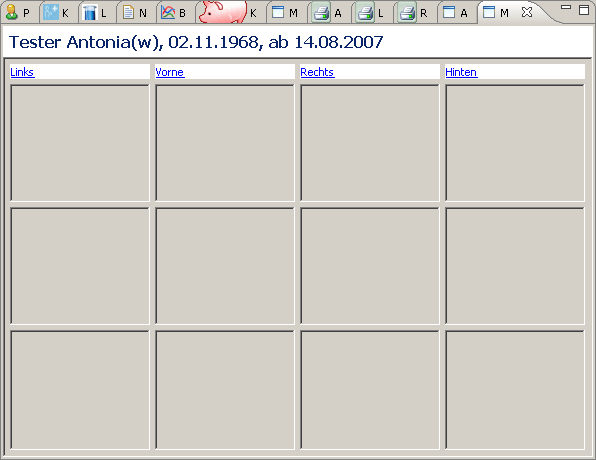 P K L N B K M A L R A M
Tester Antonia(w), 02.11.1968, ab 14.08.2007
Links Vorne Rechts Hinten